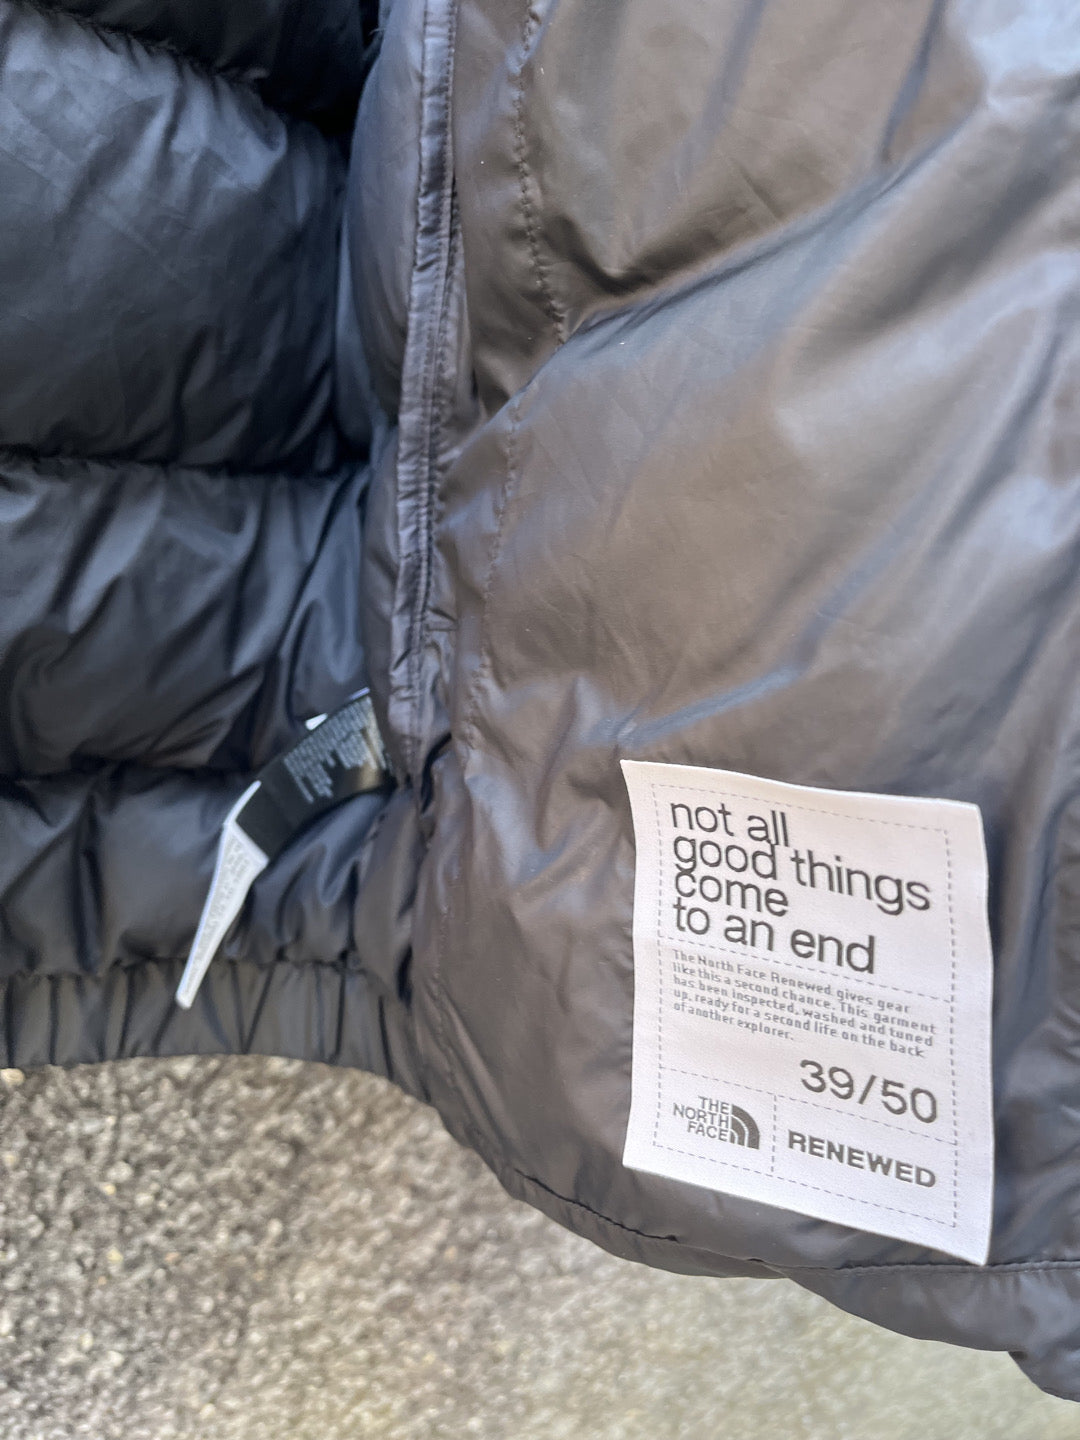 not all
good things
come
to an end
The North Face Renewed gives gear
like this a second chance. This garment
has been inspected, washed and tuned
up, ready for a second life on the back
of another explorer.
39/50
THE
NORTH
FACE
RENEWED